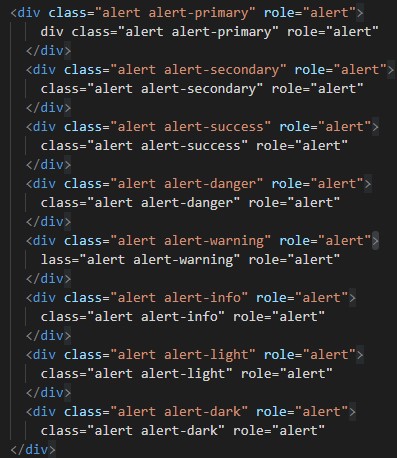 <div class="alert alert-primary" role="alert">
div class="alert alert-primary" role="alert"
</div>
<div class="alert alert-secondary" role="alert">
class="alert alert-secondary" role="alert"
</div>
<div class="alert alert-success" role="alert">
class="alert alert-success" role="alert"
</div>
<div class="alert alert-danger" role="alert">
class="alert alert-danger" role="alert"
</div>
<div class="alert alert-warning" role="alert">
lass="alert alert-warning" role="alert"
</div>
<div class="alert alert-info" role="alert">
class="alert alert-info" role="alert"
</div>
<div class="alert alert-light" role="alert">
class="alert alert-light" role="alert"
</div>
<div class="alert alert-dark" role="alert">
class="alert alert-dark" role="alert"
</div>